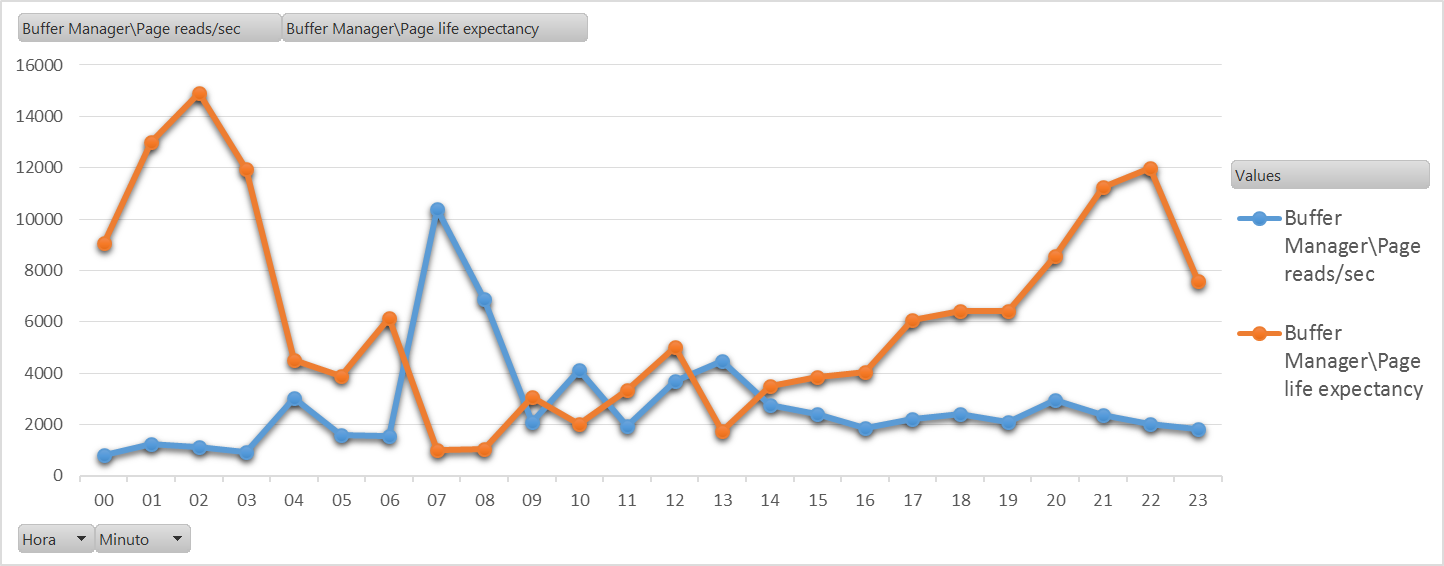 Buffer Manager\Page reads/sec Buffer Manager\Page life expectancy
16000
14000
12000
10000
8000
6000
4000
2000
0
00 01 02 03 04 05 06 07 08 09 10 11 12 13 14 15 16 17 18 19 20 21 22 23
Values
Buffer
Manager\Page
reads/sec
Buffer
Manager\Page
life expectancy
Hora Minuto